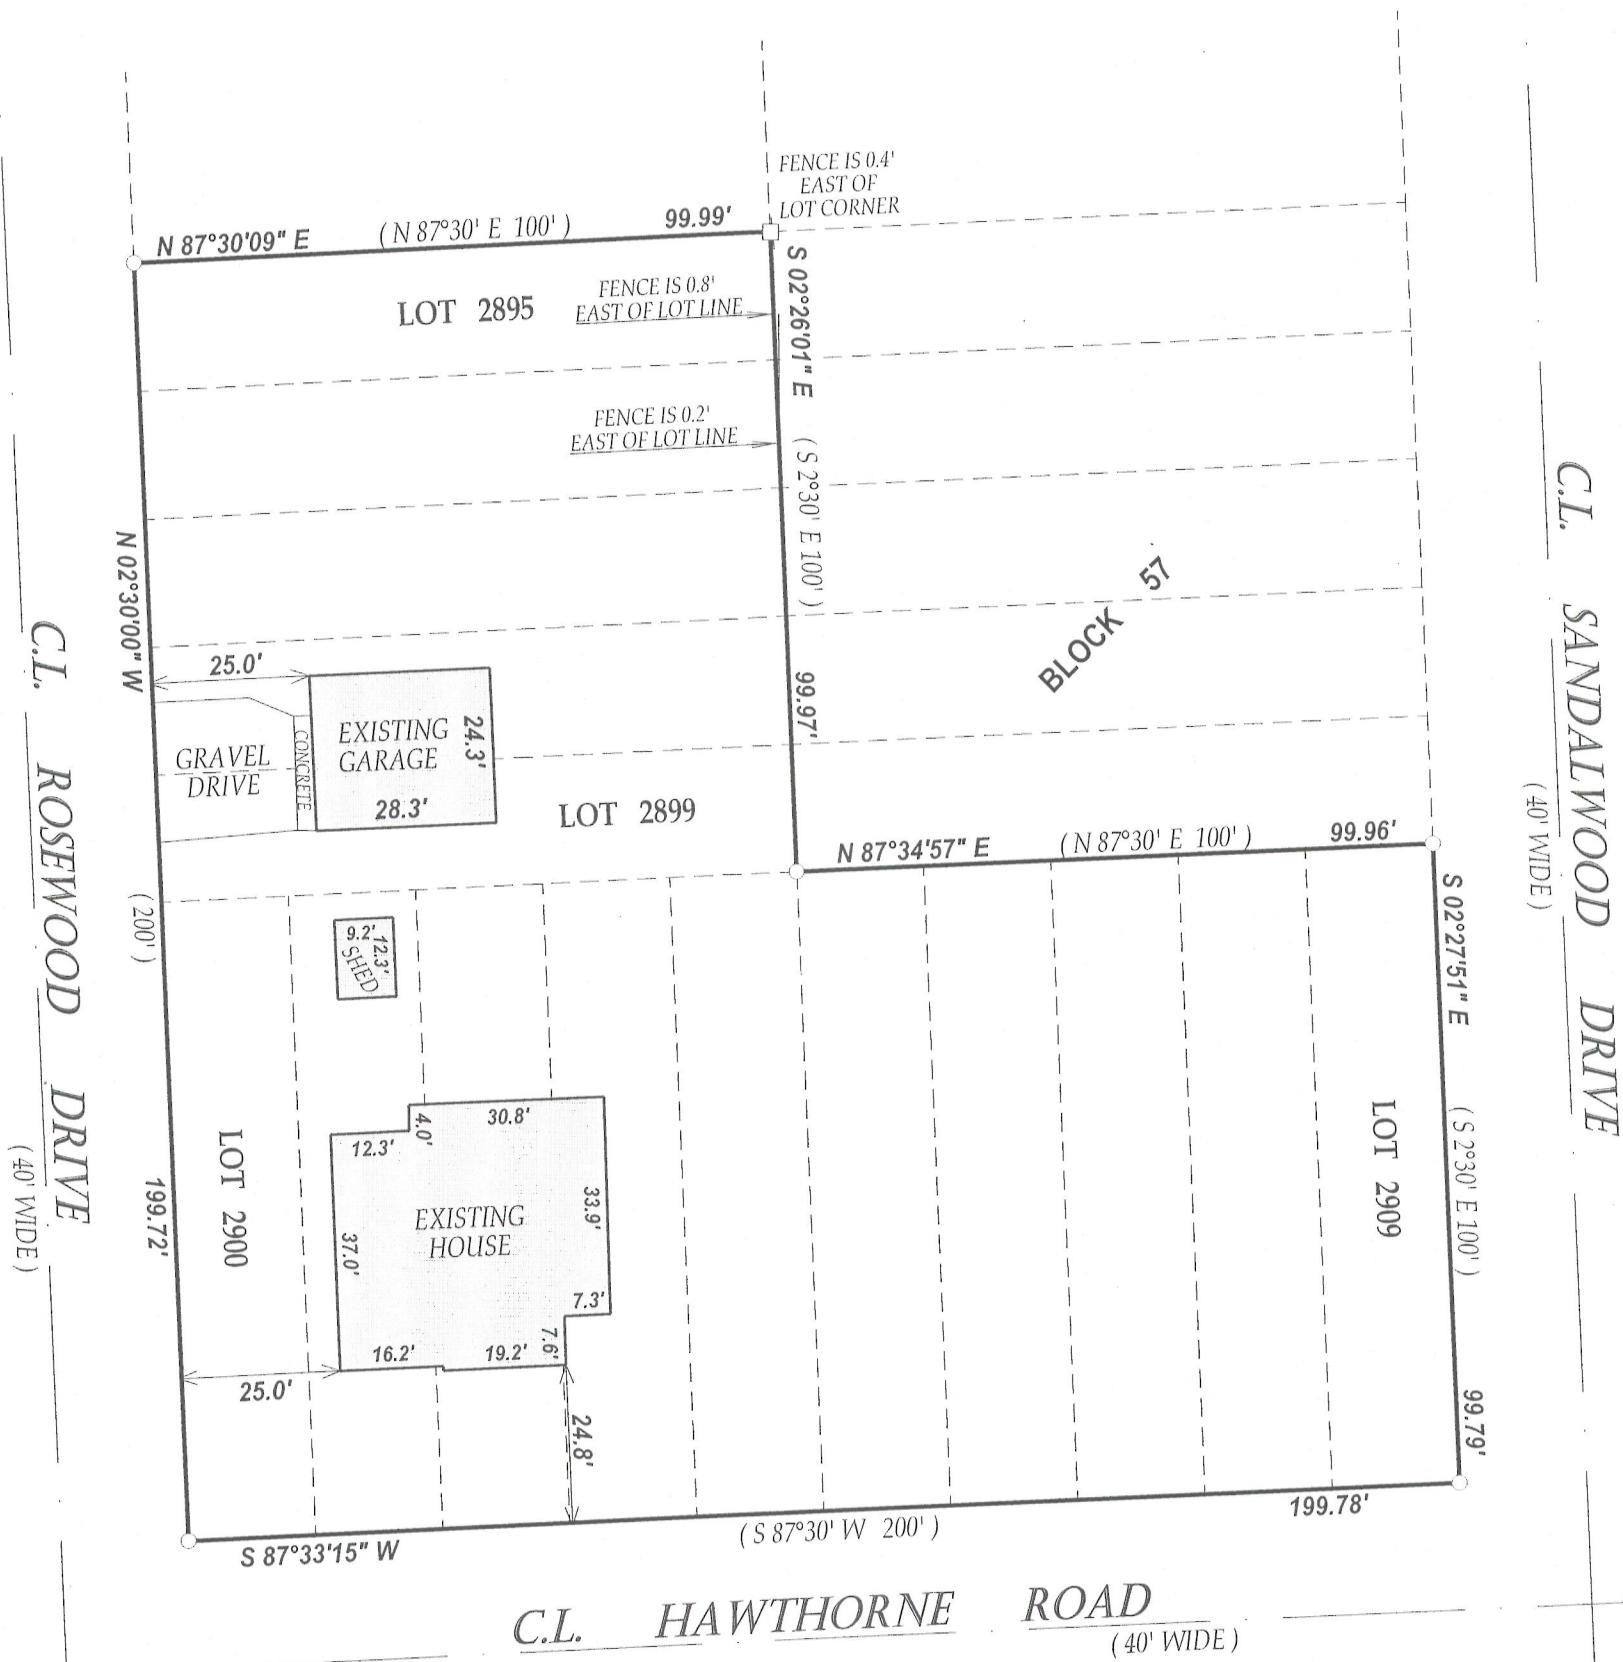 FENCE IS 0.4'
EAST OF
LOT CORNER
N 87°30'09" E
( N 87°30' E 100' )
99.99'
LOT 2895
FENCE IS 0.8'
EAST OF LOT LINE
S 02°26'01" E
( S 2°30' E 100' )
99.97'
FENCE IS 0.2'
EAST OF LOT LINE
BLOCK 57
N 02°30'00" W
( 200' )
199.72'
25.0'
EXISTING
GARAGE
24.3'
28.3'
GRAVEL
DRIVE
CONCRETE
LOT 2899
N 87°34'57" E
( N 87°30' E 100' )
99.96'
C.L. ROSEWOOD DRIVE
( 40' WIDE )
C.L. SANDALWOOD DRIVE
( 40' WIDE )
S 02°27'51" E
( S 2°30' E 100' )
99.79'
9.2'
12.3'
SHED
LOT 2900
30.8'
4.0'
12.3'
33.9'
EXISTING
HOUSE
37.0'
7.3'
7.6'
16.2'
19.2'
25.0'
24.8'
LOT 2909
S 87°33'15" W
( S 87°30' W 200' )
199.78'
C.L. HAWTHORNE ROAD
( 40' WIDE )